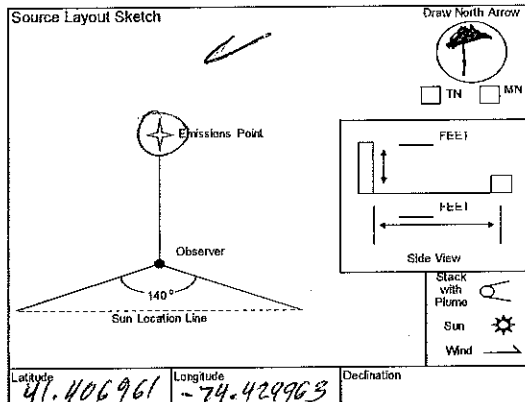 Source Layout Sketch
Draw North Arrow
TN MN
Emissions Point
FEET
FEET
Observer
Side View
140°
Sun Location Line
Stack
with
Plume
Sun
Wind
Latitude Longitude Declination
41.406961 -74.429963